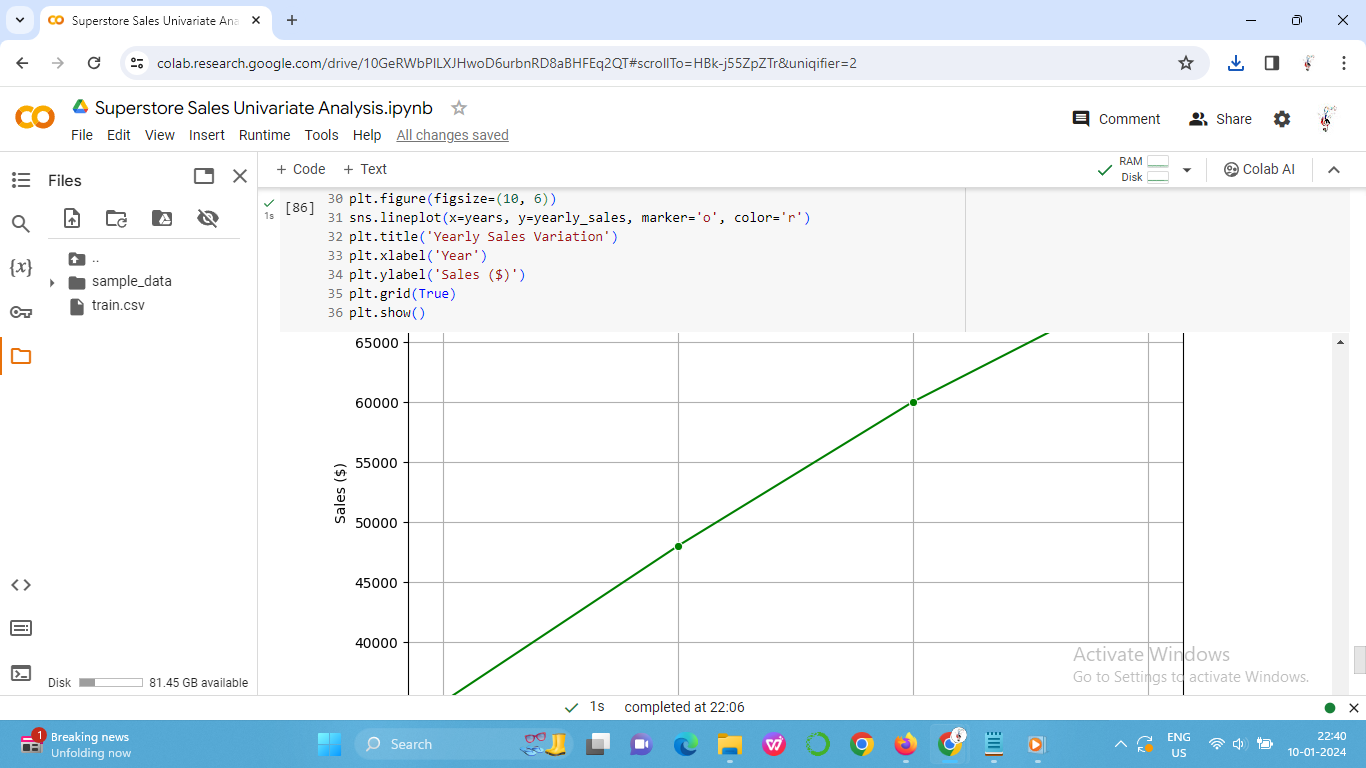 Superstore Sales Univariate Ana
colab.research.google.com/drive/10GeRWbPlLXJHwoD6urbnRD8aBHFEq2QT#scrollTo=HBk-j55ZpZTr&uniqifier=2
Superstore Sales Univariate Analysis.ipynb
File Edit View Insert Runtime Tools Help All changes saved
Comment Share
Files
+ Code + Text
RAM
Disk
Colab AI
{x}
..
sample_data
train.csv
Disk 81.45 GB available
[86]
1s
30 plt.figure(figsize=(10, 6))
31 sns.lineplot(x=years, y=yearly_sales, marker='o', color='r')
32 plt.title('Yearly Sales Variation')
33 plt.xlabel('Year')
34 plt.ylabel('Sales ($)')
35 plt.grid(True)
36 plt.show()
65000
60000
55000
50000
45000
40000
Sales ($)
Activate Windows
Go to Settings to activate Windows.
1s completed at 22:06
1
Breaking news
Unfolding now
Search
ENG
US
22:40
10-01-2024